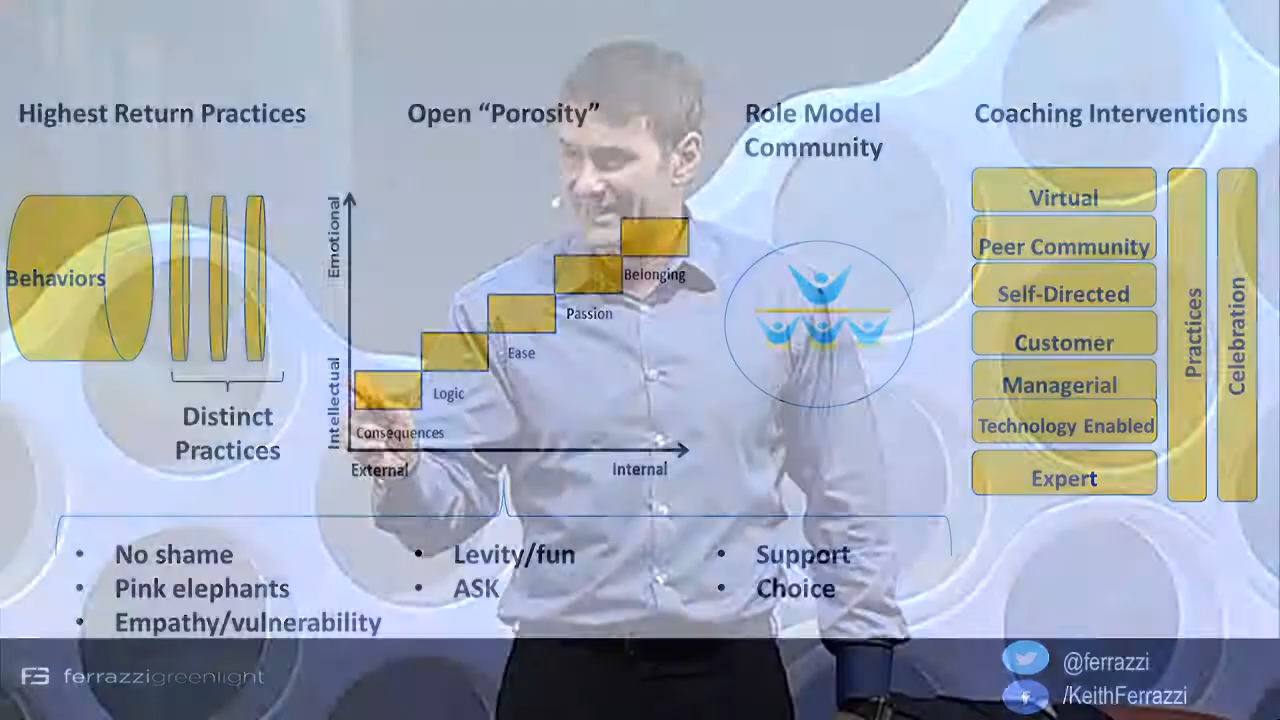 Highest Return Practices
Behaviors
Distinct
Practices
Open “Porosity”
Emotional
Intellectual
Belonging
Passion
Ease
Logic
Consequences
External
Internal
Role Model
Community
Coaching Interventions
Virtual
Peer Community
Self-Directed
Customer
Managerial
Technology Enabled
Expert
Practices
Celebration
• No shame
• Pink elephants
• Empathy/vulnerability
• Levity/fun
• ASK
• Support
• Choice
ferrazzigreenlight
@ferrazzi
/KeithFerrazzi